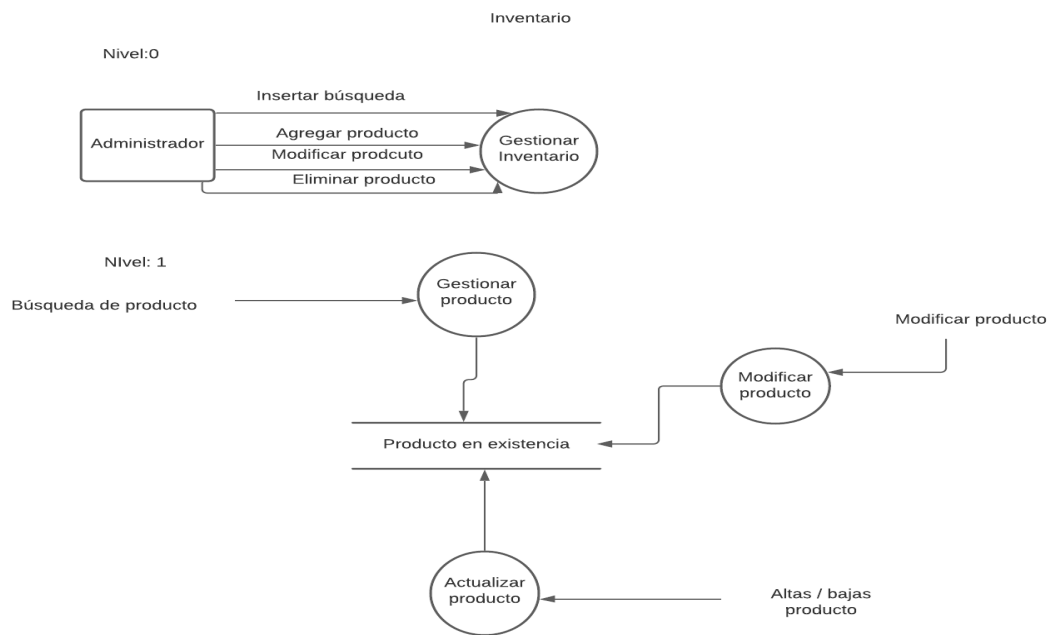 Inventario
Nivel:0
Insertar búsqueda
Administrador
Agregar producto
Modificar prodcuto
Eliminar producto
Gestionar
Inventario
NIvel: 1
Búsqueda de producto
Gestionar
producto
Modificar producto
Modificar
producto
Producto en existencia
Actualizar
producto
Altas / bajas
producto